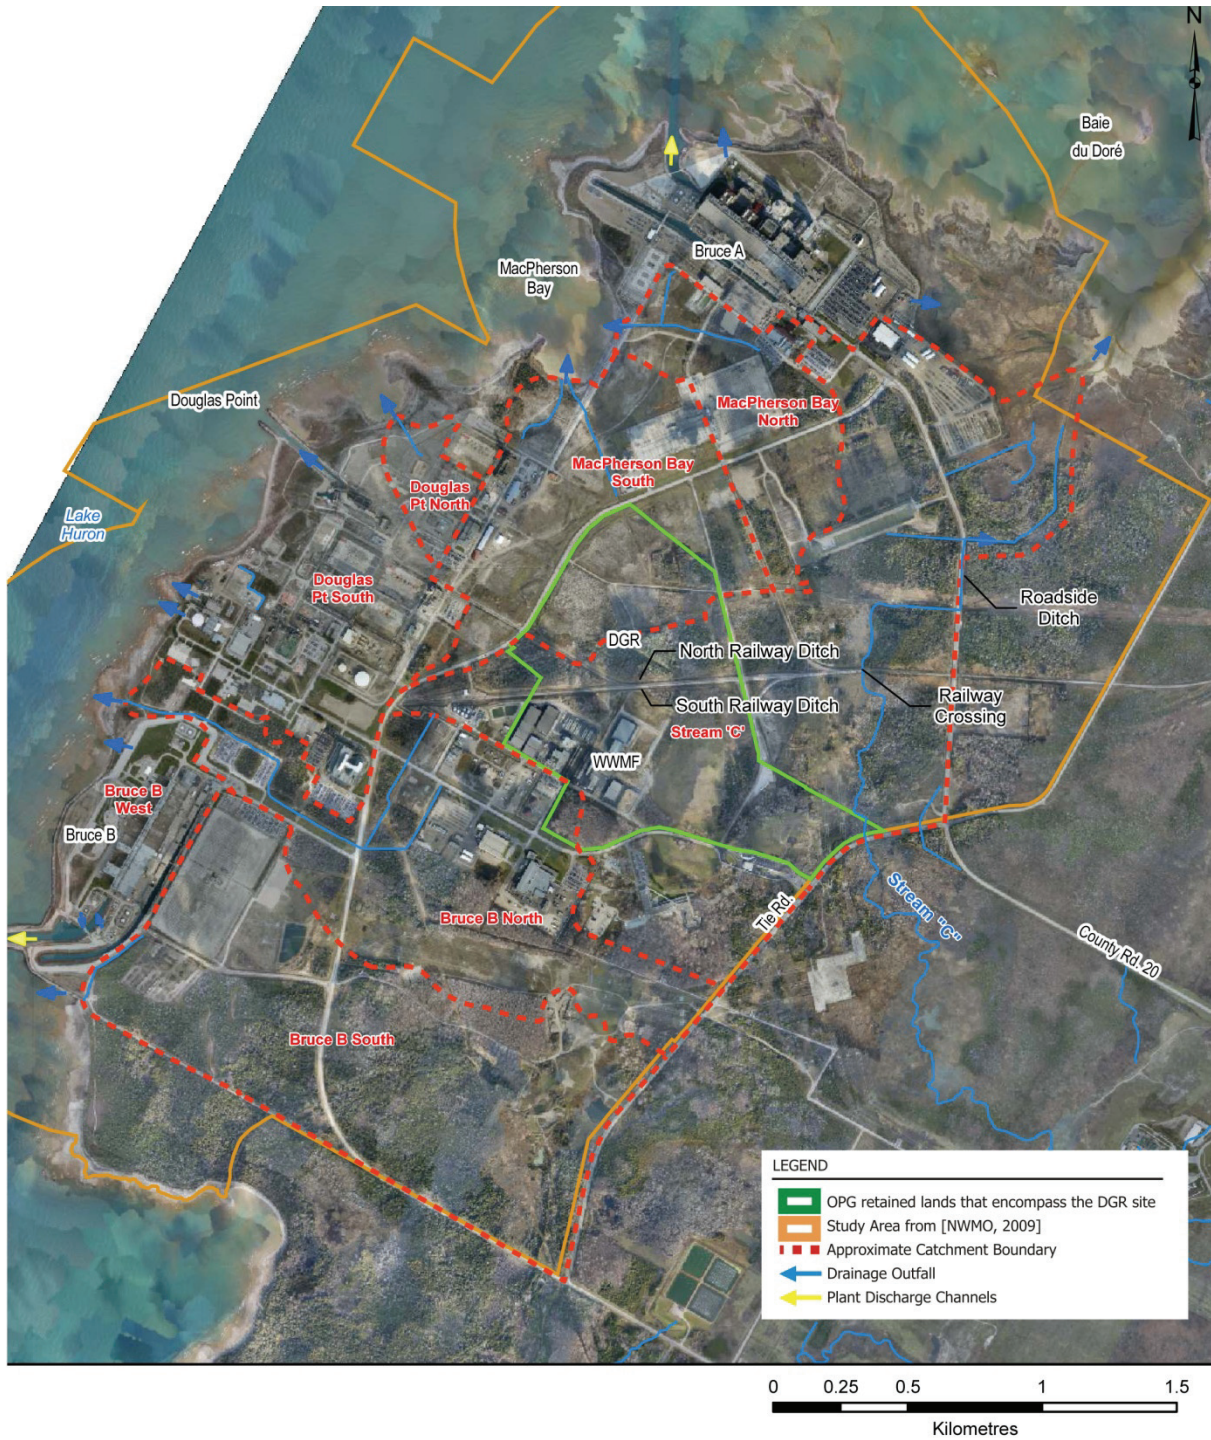 N
Baie
du Doré
Bruce A
MacPherson
Bay
Douglas Point
MacPherson Bay
North
MacPherson Bay
South
Douglas
Pt North
Lake
Huron
Douglas
Pt South
Roadside
Ditch
DGR
North Railway Ditch
South Railway Ditch
Railway
Crossing
Stream 'C'
WWMF
Bruce B
West
Bruce B
Bruce B North
Tie Rd.
Stream "C"
County Rd. 20
Bruce B South
LEGEND
OPG retained lands that encompass the DGR site
Study Area from [NWMO, 2009]
Approximate Catchment Boundary
Drainage Outfall
Plant Discharge Channels
0 0.25 0.5 1 1.5
Kilometres